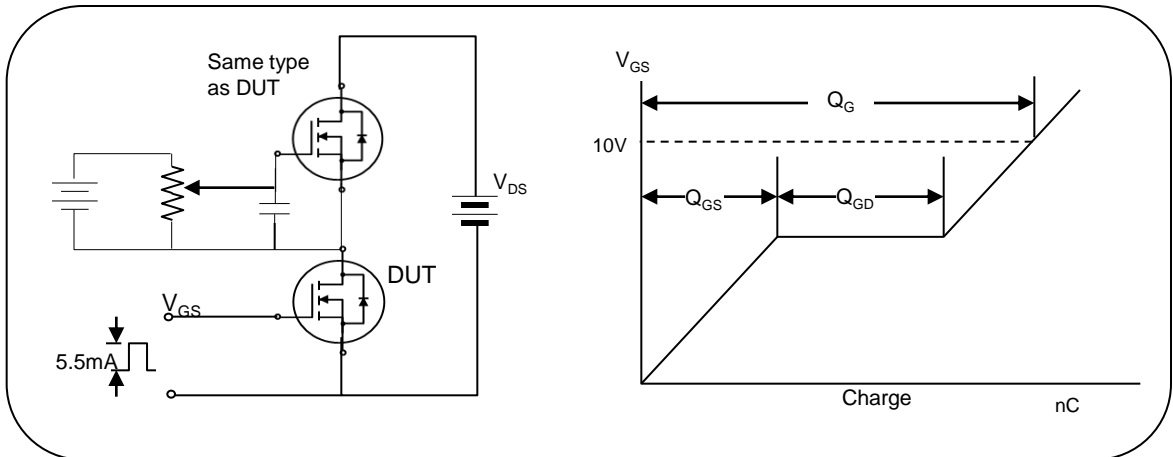 Same type
as DUT
V_DS
DUT
V_GS
5.5mA
V_GS
Q_G
10V
Q_GS
Q_GD
Charge
nC